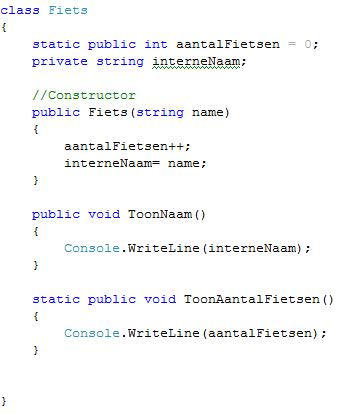 class Fiets
{
    static public int aantalFietsen = 0;
    private string interneNaam;

    //Constructor
    public Fiets(string name)
    {
        aantalFietsen++;
        interneNaam= name;
    }

    public void ToonNaam()
    {
        Console.WriteLine(interneNaam);
    }

    static public void ToonAantalFietsen()
    {
        Console.WriteLine(aantalFietsen);
    }


}